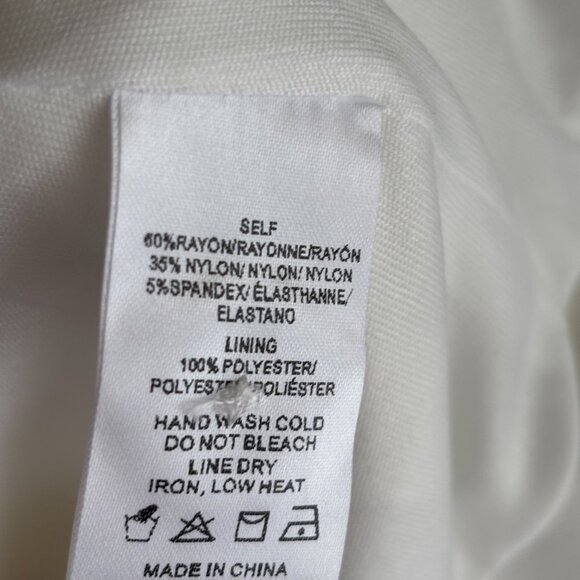 SELF
60%RAYON/RAYONNE/RAYÓN
35% NYLON/ NYLON/ NYLON
5%SPANDEX/ ÉLASTHANNE/
ELASTANO
LINING
100% POLYESTER/
POLYESTER/POLIÉSTER
HAND WASH COLD
DO NOT BLEACH
LINE DRY
IRON, LOW HEAT
MADE IN CHINA